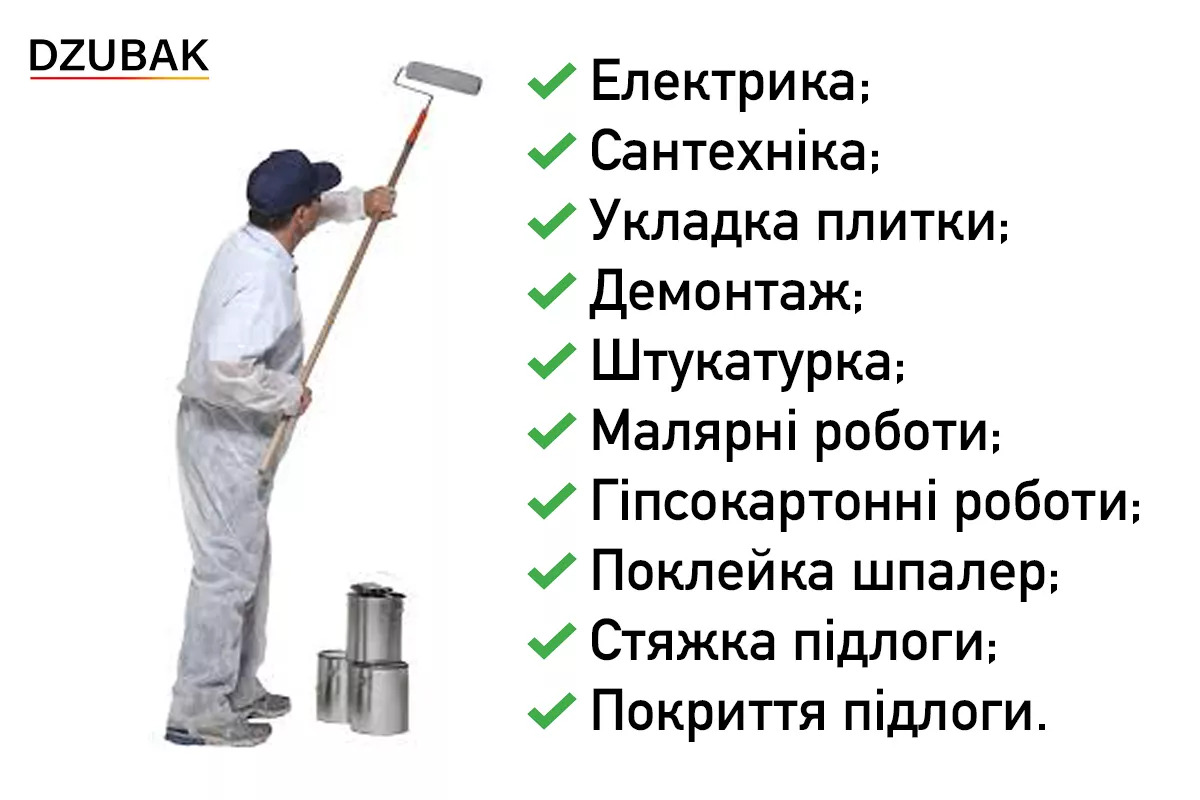 DZUBAK
Електрика;
Сантехніка;
Укладка плитки;
Демонтаж;
Штукатурка;
Малярні роботи;
Гіпсокартонні роботи;
Поклейка шпалер;
Стяжка підлоги;
Покриття підлоги.